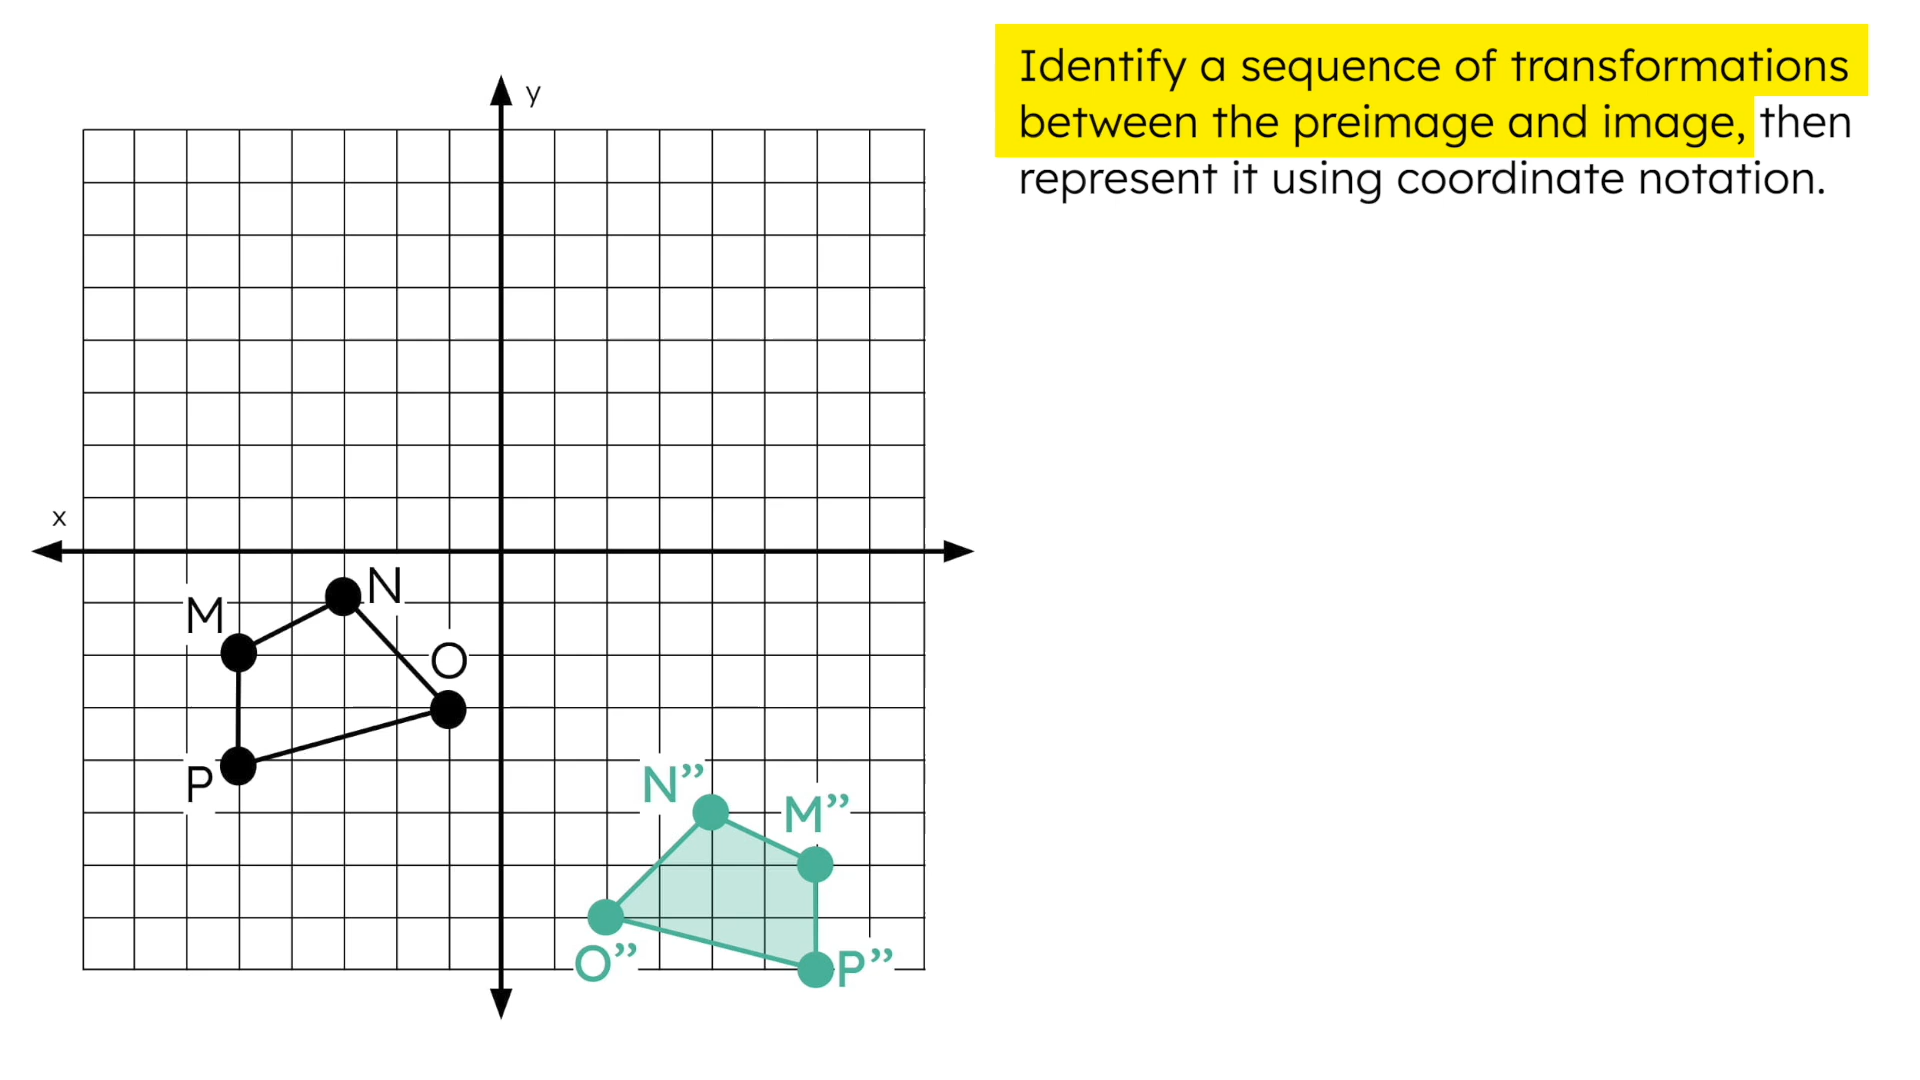 Identify a sequence of transformations
between the preimage and image, then
represent it using coordinate notation.
y
x
N
M
O
P
N”
M”
O”
P”